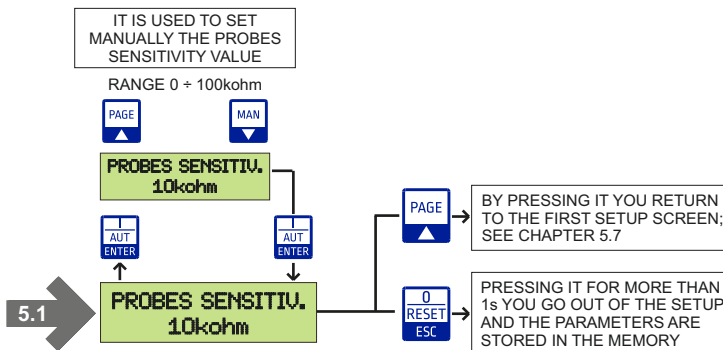 IT IS USED TO SET
MANUALLY THE PROBES
SENSITIVITY VALUE
RANGE 0 ÷ 100kohm
PAGE
MAN
PROBES SENSITIV.
10kohm
I
AUT
ENTER
I
AUT
ENTER
5.1
PROBES SENSITIV.
10kohm
PAGE
BY PRESSING IT YOU RETURN
TO THE FIRST SETUP SCREEN;
SEE CHAPTER 5.7
0
RESET
ESC
PRESSING IT FOR MORE THAN
1s YOU GO OUT OF THE SETUP
AND THE PARAMETERS ARE
STORED IN THE MEMORY